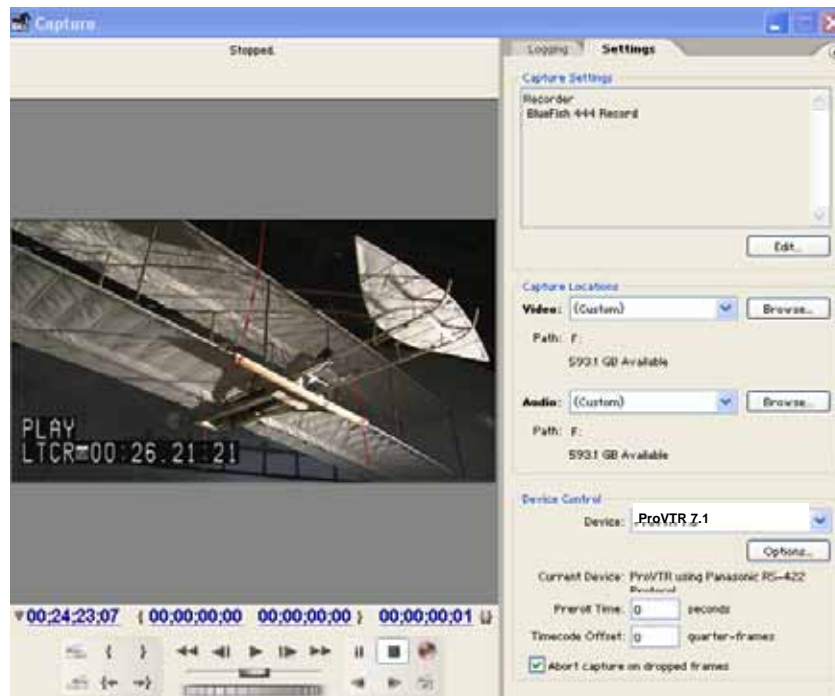 Capture
Stopped.
Logging Settings
Capture Settings
Recorder
BlueFish 444 Record
Edit...
Capture Locations
Video: (Custom) Browse...
Path: F:
593.1 GB Available
Audio: (Custom) Browse...
Path: F:
593.1 GB Available
Device Control
Device: ProVTR 7.1
Options...
Current Device: ProVTR using Panasonic RS-422
Protocol
Preroll Time: 0 seconds
Timecode Offset: 0 quarter-frames
Abort capture on dropped frames
PLAY
LTCR=00:26.21:21
00;24;23;07 { 00;00;00;00 00;00;00;00 } 00;00;00;01 {}